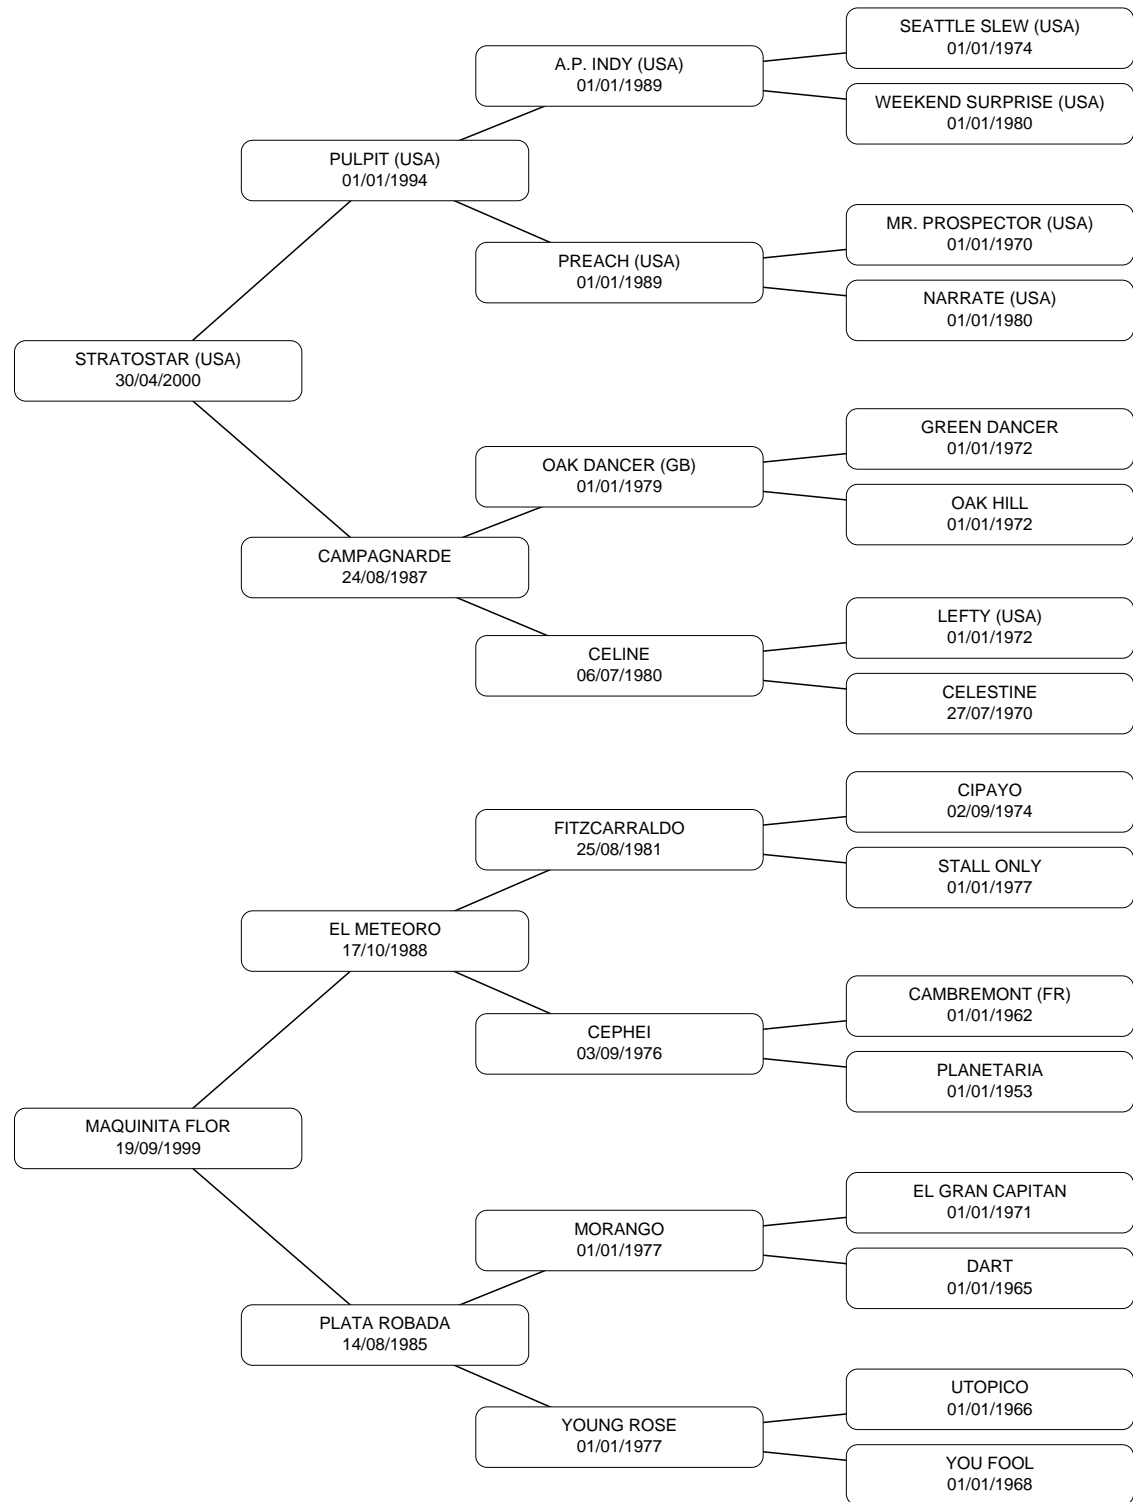 SEATTLE SLEW (USA)
01/01/1974
A.P. INDY (USA)
01/01/1989
WEEKEND SURPRISE (USA)
01/01/1980
PULPIT (USA)
01/01/1994
MR. PROSPECTOR (USA)
01/01/1970
PREACH (USA)
01/01/1989
NARRATE (USA)
01/01/1980
STRATOSTAR (USA)
30/04/2000
GREEN DANCER
01/01/1972
OAK DANCER (GB)
01/01/1979
OAK HILL
01/01/1972
CAMPAGNARDE
24/08/1987
LEFTY (USA)
01/01/1972
CELINE
06/07/1980
CELESTINE
27/07/1970
CIPAYO
02/09/1974
FITZCARRALDO
25/08/1981
STALL ONLY
01/01/1977
EL METEORO
17/10/1988
CAMBREMONT (FR)
01/01/1962
CEPHEI
03/09/1976
PLANETARIA
01/01/1953
MAQUINITA FLOR
19/09/1999
EL GRAN CAPITAN
01/01/1971
MORANGO
01/01/1977
DART
01/01/1965
PLATA ROBADA
14/08/1985
UTOPICO
01/01/1966
YOUNG ROSE
01/01/1977
YOU FOOL
01/01/1968